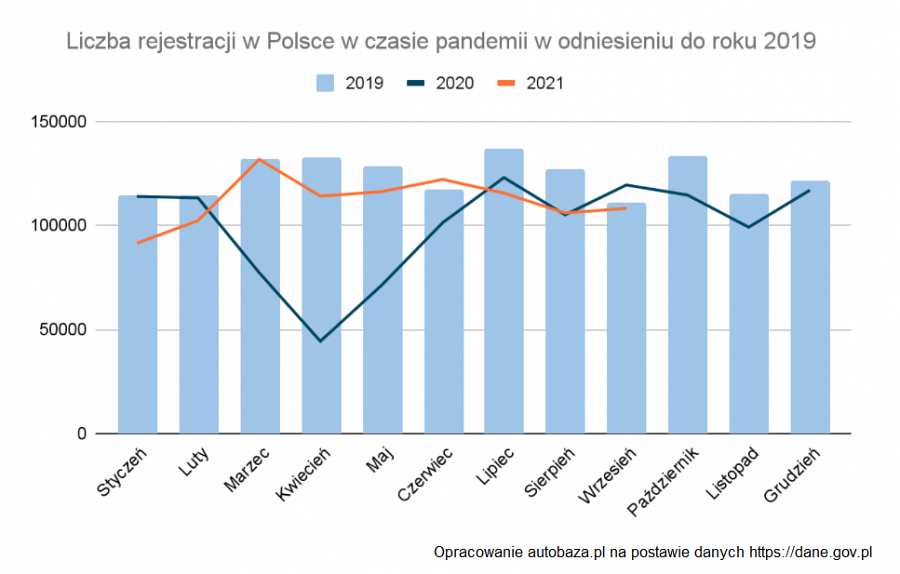 Liczba rejestracji w Polsce w czasie pandemii w odniesieniu do roku 2019
2019 2020 2021
150000
100000
50000
0
Styczeń Luty Marzec Kwiecień Maj Czerwiec Lipiec Sierpień Wrzesień Październik Listopad Grudzień
Opracowanie autobaza.pl na postawie danych https://dane.gov.pl